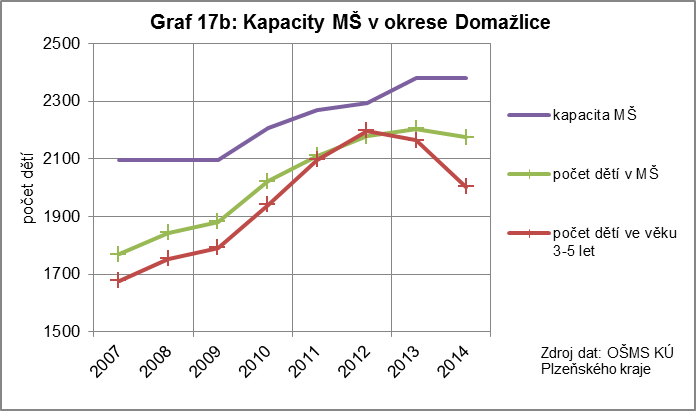 Graf 17b: Kapacity MŠ v okrese Domažlice
2500
2300
2100
1900
1700
1500
počet dětí
2007
2008
2009
2010
2011
2012
2013
2014
kapacita MŠ
počet dětí v MŠ
počet dětí ve věku
3-5 let
Zdroj dat: OŠMS KÚ
Plzeňského kraje